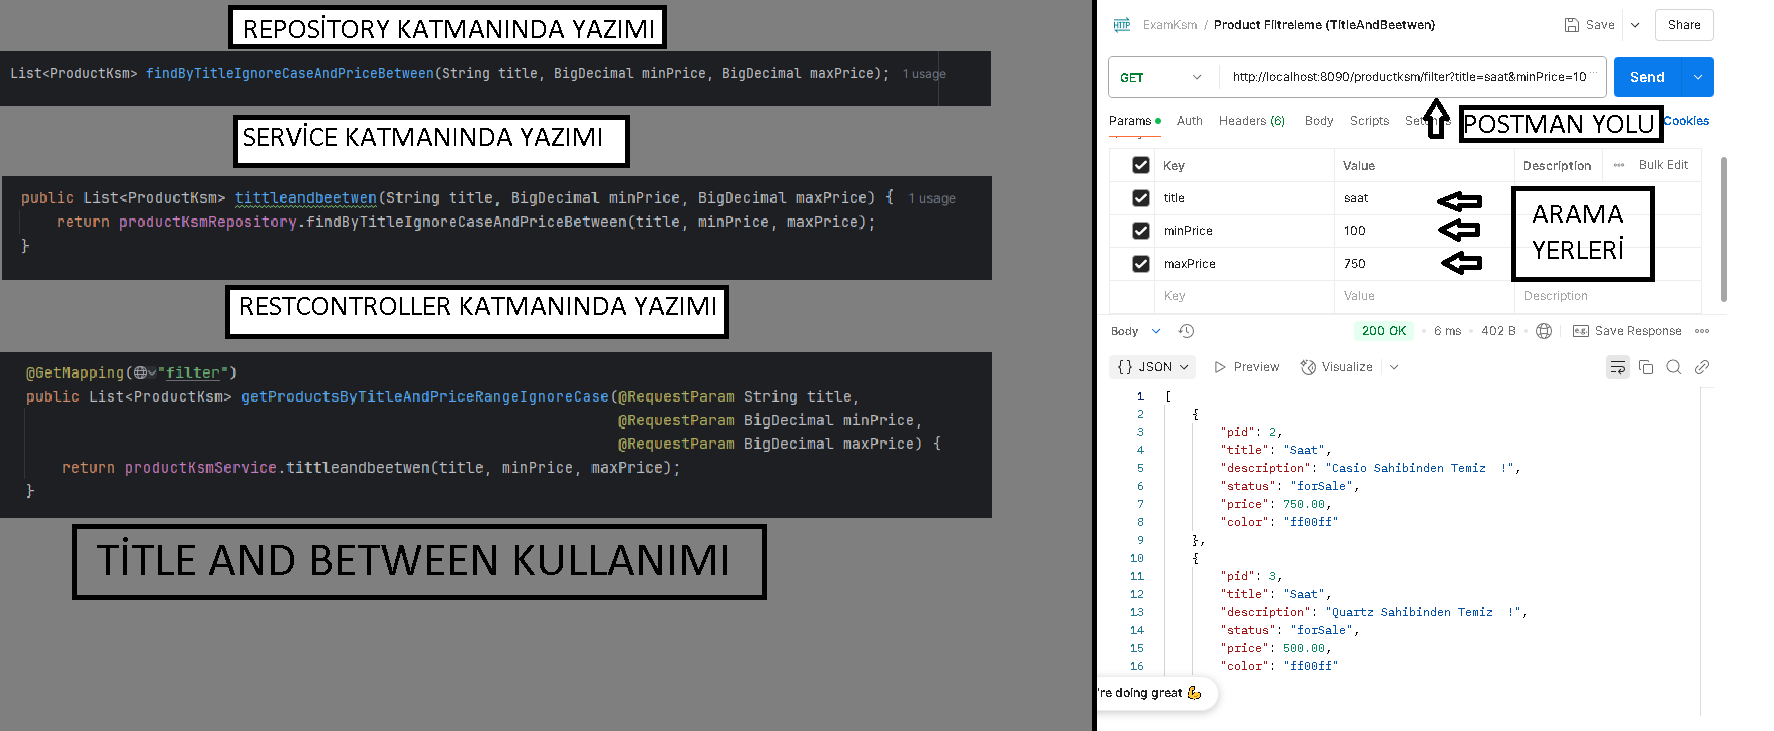 REPOSİTORY KATMANINDA YAZIMI
List<ProductKsm> findByTitleIgnoreCaseAndPriceBetween(String title, BigDecimal minPrice, BigDecimal maxPrice); 1 usage
SERVİCE KATMANINDA YAZIMI
public List<ProductKsm> tittleandbeetwen(String title, BigDecimal minPrice, BigDecimal maxPrice) { 1 usage
return productKsmRepository.findByTitleIgnoreCaseAndPriceBetween(title, minPrice, maxPrice);
}
RESTCONTROLLER KATMANINDA YAZIMI
@GetMapping("filter")
public List<ProductKsm> getProductsByTitleAndPriceRangeIgnoreCase(@RequestParam String title,
@RequestParam BigDecimal minPrice,
@RequestParam BigDecimal maxPrice) {
return productKsmService.tittleandbeetwen(title, minPrice, maxPrice);
}
TİTLE AND BETWEEN KULLANIMI
HTTP ExamKsm / Product Filtreleme (TitleAndBeetwen) Save Share
GET http://localhost:8090/productksm/filter?title=saat&minPrice=10 Send
Params Auth Headers (6) Body Scripts POSTMAN YOLU Cookies
Key Value Description Bulk Edit
title saat
minPrice 100
maxPrice 750
Key Value Description
ARAMA
YERLERİ
Body 200 OK 6 ms 402 B Save Response
{} JSON Preview Visualize
1 [
2 {
3 "pid": 2,
4 "title": "Saat",
5 "description": "Casio Sahibinden Temiz  !",
6 "status": "forSale",
7 "price": 750.00,
8 "color": "ff00ff"
9 },
10 {
11 "pid": 3,
12 "title": "Saat",
13 "description": "Quartz Sahibinden Temiz  !",
14 "status": "forSale",
15 "price": 500.00,
16 "color": "ff00ff"
're doing great 💪